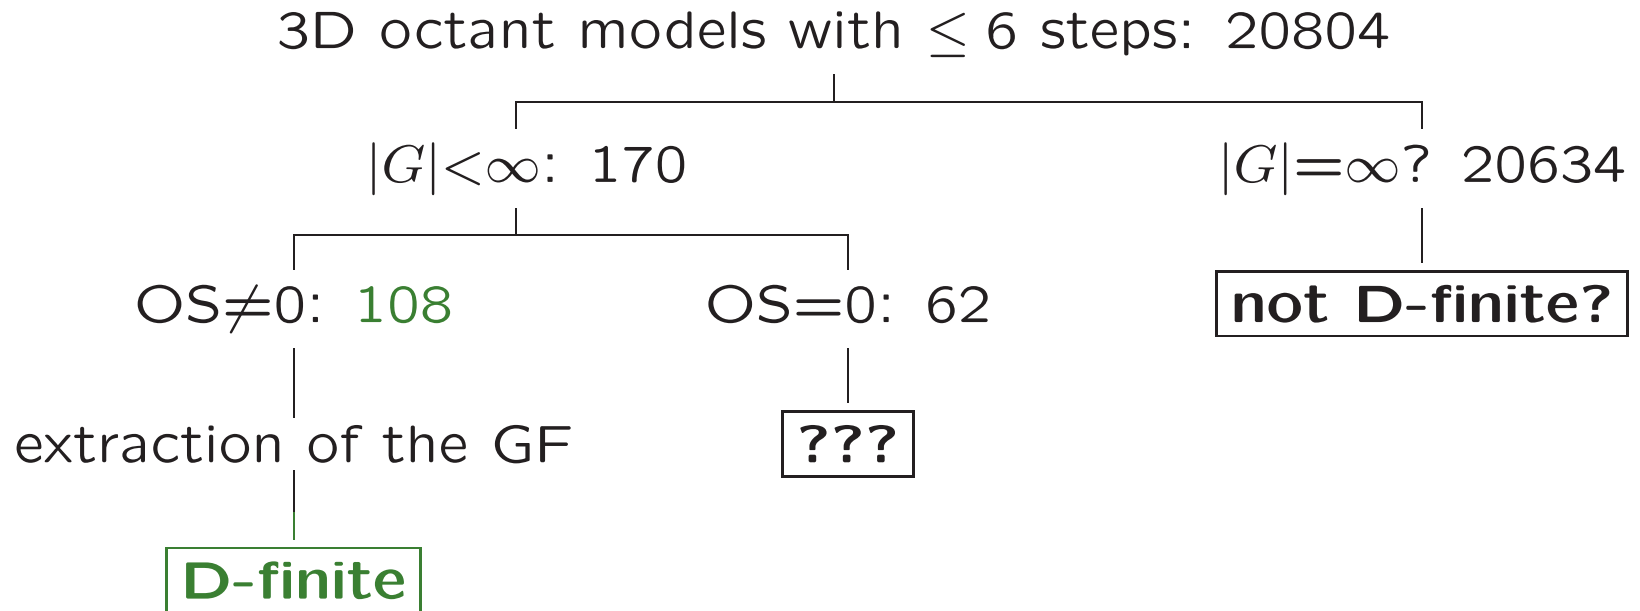 3D octant models with ≤ 6 steps: 20804
|G|<∞: 170
|G|=∞? 20634
OS≠0: 108
OS=0: 62
not D-finite?
extraction of the GF
???
D-finite